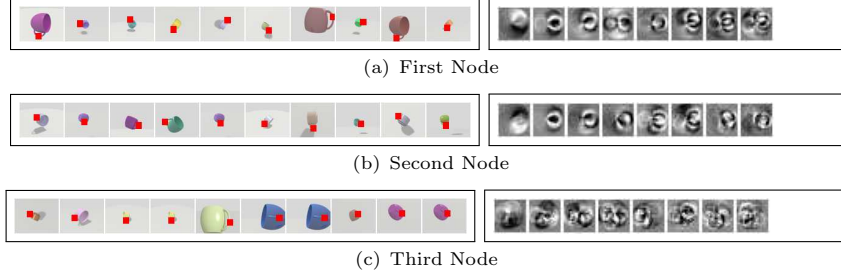 (a) First Node
(b) Second Node
(c) Third Node